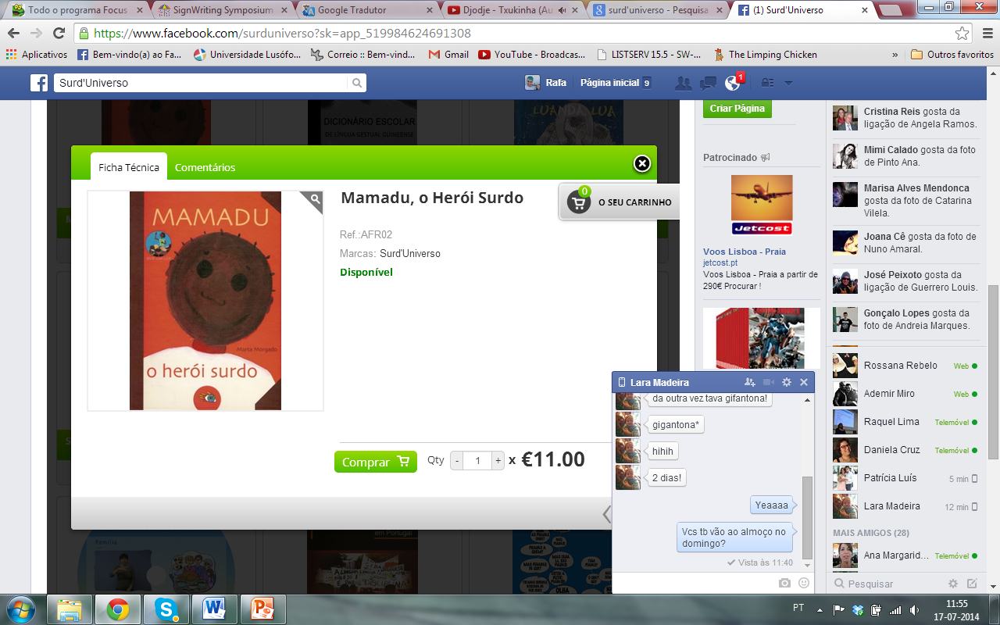 Todo o programa Focus
SignWriting Symposium
Google Tradutor
Djodje - Txukinha (Au
surd'universo - Pesquisa
(1) Surd'Universo
https://www.facebook.com/surduniverso?sk=app_519984624691308
Aplicativos
Bem-vindo(a) ao Fa...
Universidade Lusófo...
Correio :: Bem-vind...
Gmail
YouTube - Broadcas...
LISTSERV 15.5 - SW-...
The Limping Chicken
»
Outros favoritos
Surd'Universo
Rafa
Página inicial 9
1
DICIONÁRIO ESCOLAR
DE LÍNGUA GESTUAL GUINEENSE
LUANDA, LUA
Ficha Técnica
Comentários
MAMADU
Marta Morgado
o herói surdo
Mamadu, o Herói Surdo
0
O SEU CARRINHO
Ref.:AFR02
Marcas: Surd'Universo
Disponível
Comprar
Qty - 1 + x €11.00
Família
em Portugal
Criar Página
Patrocinado
Jetcost
Voos Lisboa - Praia
jetcost.pt
Voos Lisboa - Praia a partir de
290€ Procurar !
Cristina Reis gosta da
ligação de Angela Ramos.
Mimi Calado gosta da foto
de Pinto Ana.
Marisa Alves Mendonca
gosta da foto de Catarina
Vilela.
Joana Cê gosta da foto de
Nuno Amaral.
José Peixoto gosta da
ligação de Guerrero Louis.
Gonçalo Lopes gosta da
foto de Andreia Marques.
Rossana Rebelo Web
Ademir Miro Web
Raquel Lima Telemóvel
Daniela Cruz Telemóvel
Patrícia Luís 5 min
Lara Madeira 12 min
MAIS AMIGOS (28)
Ana Margarid... Telemóvel
Pesquisar
Lara Madeira
da outra vez tava gifantona!
gigantona*
hihih
2 dias!
Yeaaaa
Vcs tb vão ao almoço no
domingo?
Vista às 11:40
PT
11:55
17-07-2014